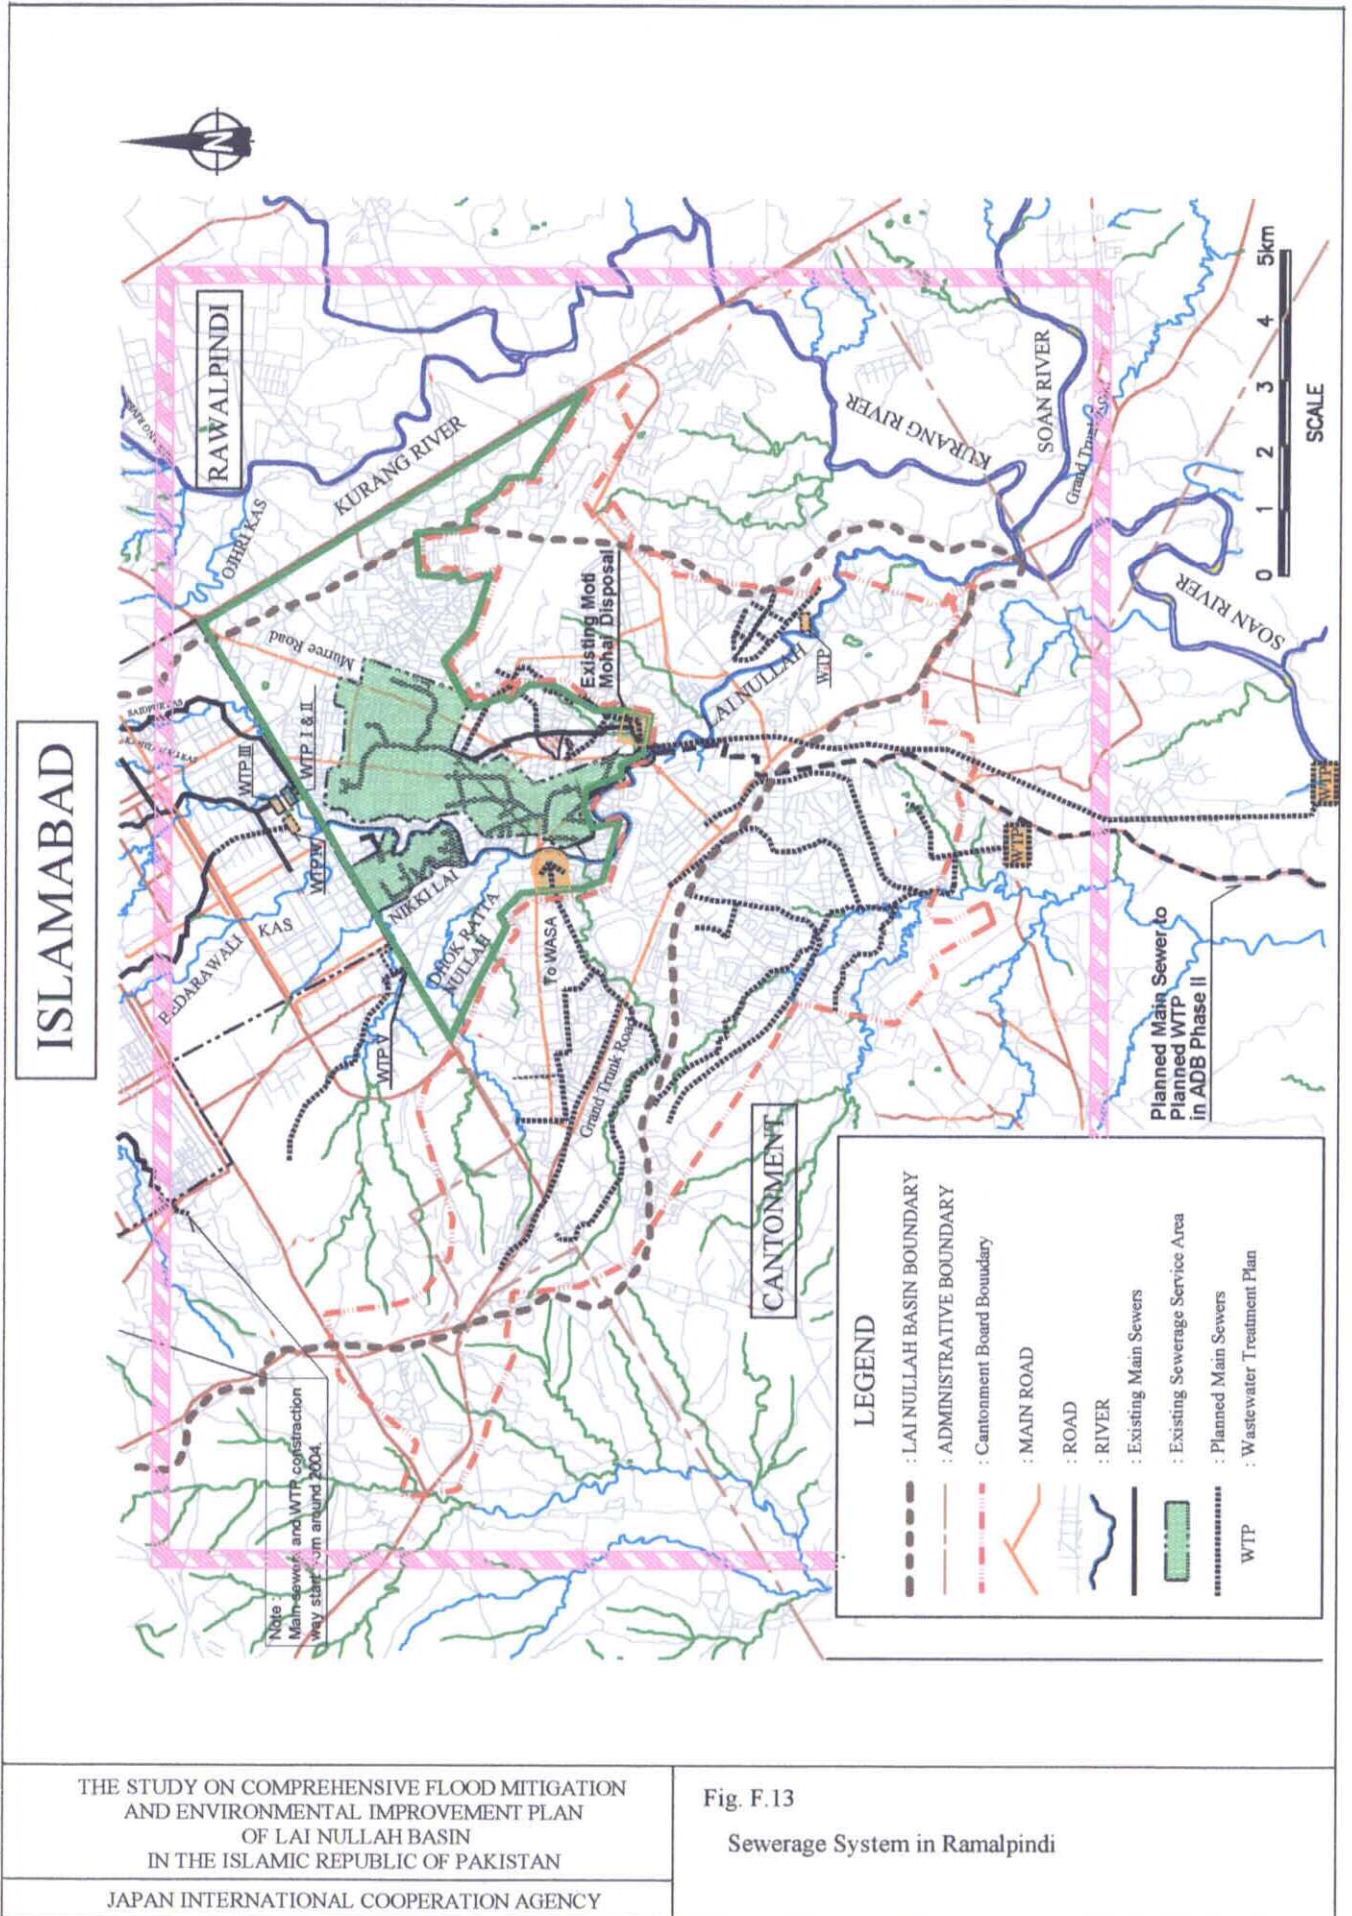 ISLAMABAD
N
RAWALPINDI
OJHRI KAS
KURANG RIVER
Murree Road
WTP III
WTP I & II
WTP IV
BEDARAWALI KAS
NIKKI LAI
DHOK RATTA
NULLAH
WTP V
To WASA
Existing Moti
Mohal Disposal
LAI NULLAH
WTP
KURANG RIVER
SOAN RIVER
SOAN RIVER
Grand Trunk Road
CANTONMENT
WTP
WTP
Planned Main Sewer to
Planned WTP
in ADB Phase II
0 1 2 3 4 5km
SCALE
Note :
Main sewer and WTP constraction
LEGEND
: LAI NULLAH BASIN BOUNDARY
: ADMINISTRATIVE BOUNDARY
: Cantonment Board Bouudary
: MAIN ROAD
: ROAD
: RIVER
: Existing Main Sewers
: Existing Sewerage Service Area
: Planned Main Sewers
WTP : Wastewater Treatment Plan
THE STUDY ON COMPREHENSIVE FLOOD MITIGATION
AND ENVIRONMENTAL IMPROVEMENT PLAN
OF LAI NULLAH BASIN
IN THE ISLAMIC REPUBLIC OF PAKISTAN
JAPAN INTERNATIONAL COOPERATION AGENCY
Fig. F.13
Sewerage System in Ramalpindi